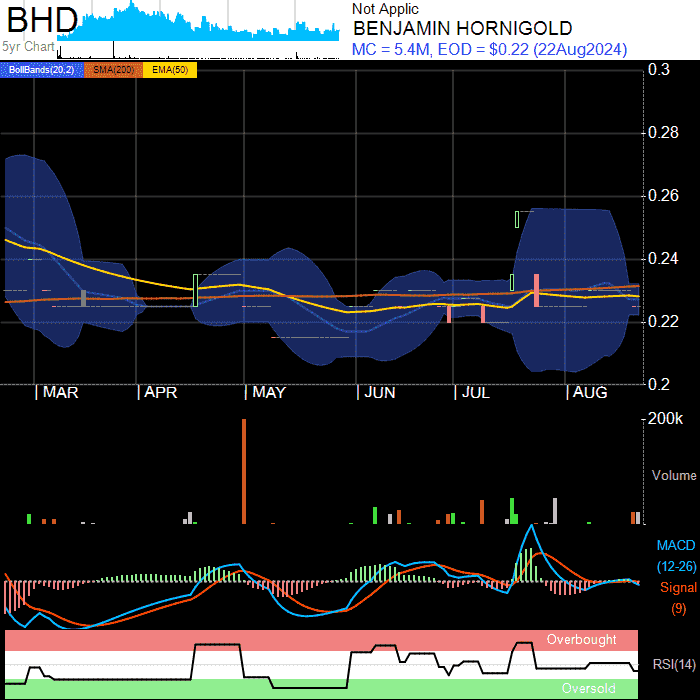 BHD
5yr Chart
Not Applic
BENJAMIN HORNIGOLD
MC = 5.4M, EOD = $0.22 (22Aug2024)
BollBands(20,2) SMA(200) EMA(50)
0.3
0.28
0.26
0.24
0.22
0.2
MAR APR MAY JUN JUL AUG
200k
Volume
MACD
(12-26)
Signal
(9)
Overbought
RSI(14)
Oversold